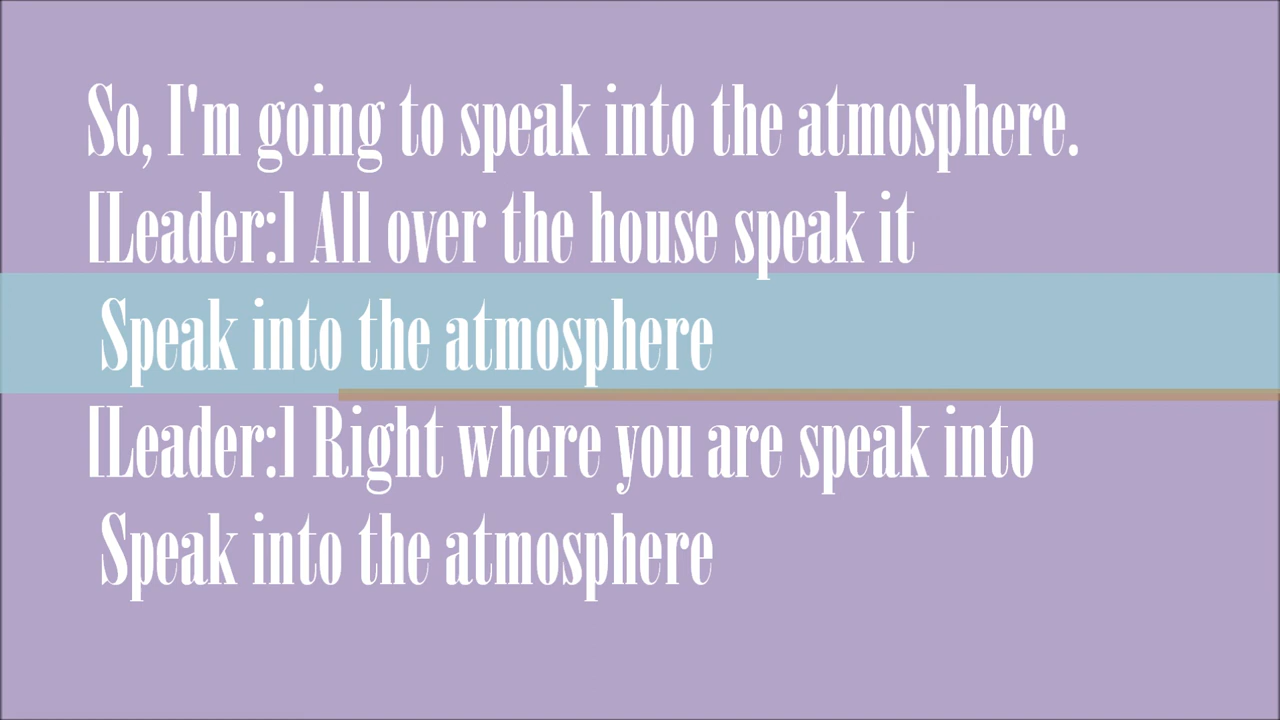 So, I'm going to speak into the atmosphere.
[Leader:] All over the house speak it
Speak into the atmosphere
[Leader:] Right where you are speak into
Speak into the atmosphere